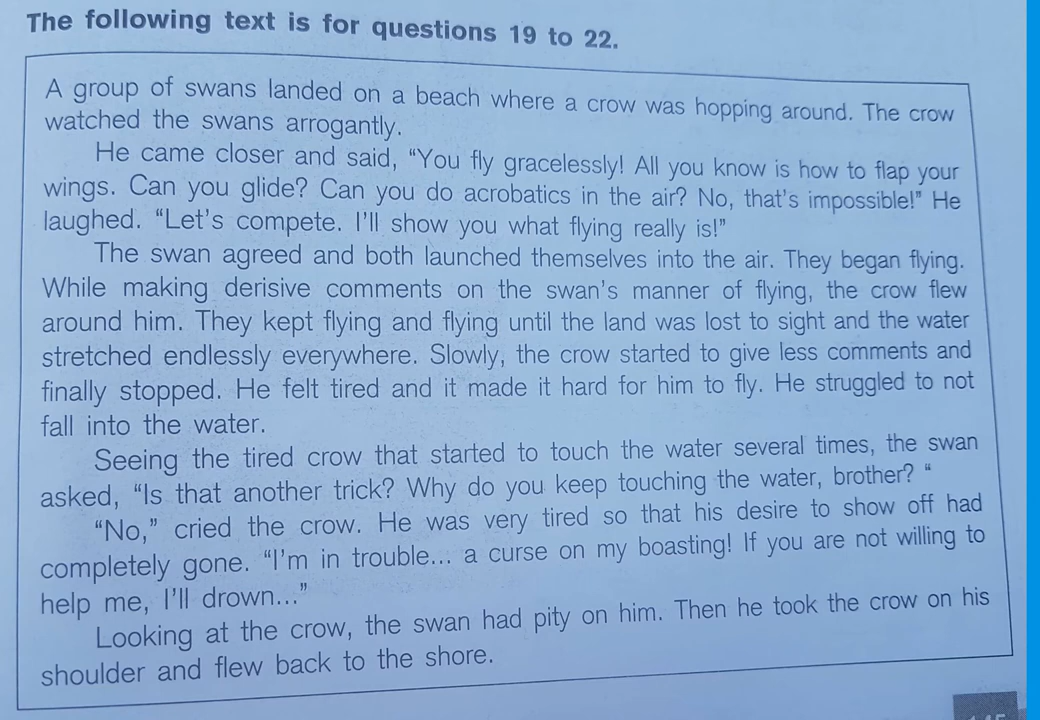 The following text is for questions 19 to 22.
A group of swans landed on a beach where a crow was hopping around. The crow
watched the swans arrogantly.
He came closer and said, “You fly gracelessly! All you know is how to flap your
wings. Can you glide? Can you do acrobatics in the air? No, that’s impossible!” He
laughed. “Let’s compete. I’ll show you what flying really is!”
The swan agreed and both launched themselves into the air. They began flying.
While making derisive comments on the swan’s manner of flying, the crow flew
around him. They kept flying and flying until the land was lost to sight and the water
stretched endlessly everywhere. Slowly, the crow started to give less comments and
finally stopped. He felt tired and it made it hard for him to fly. He struggled to not
fall into the water.
Seeing the tired crow that started to touch the water several times, the swan
asked, “Is that another trick? Why do you keep touching the water, brother? “
“No,” cried the crow. He was very tired so that his desire to show off had
completely gone. “I’m in trouble... a curse on my boasting! If you are not willing to
help me, I’ll drown...”
Looking at the crow, the swan had pity on him. Then he took the crow on his
shoulder and flew back to the shore.